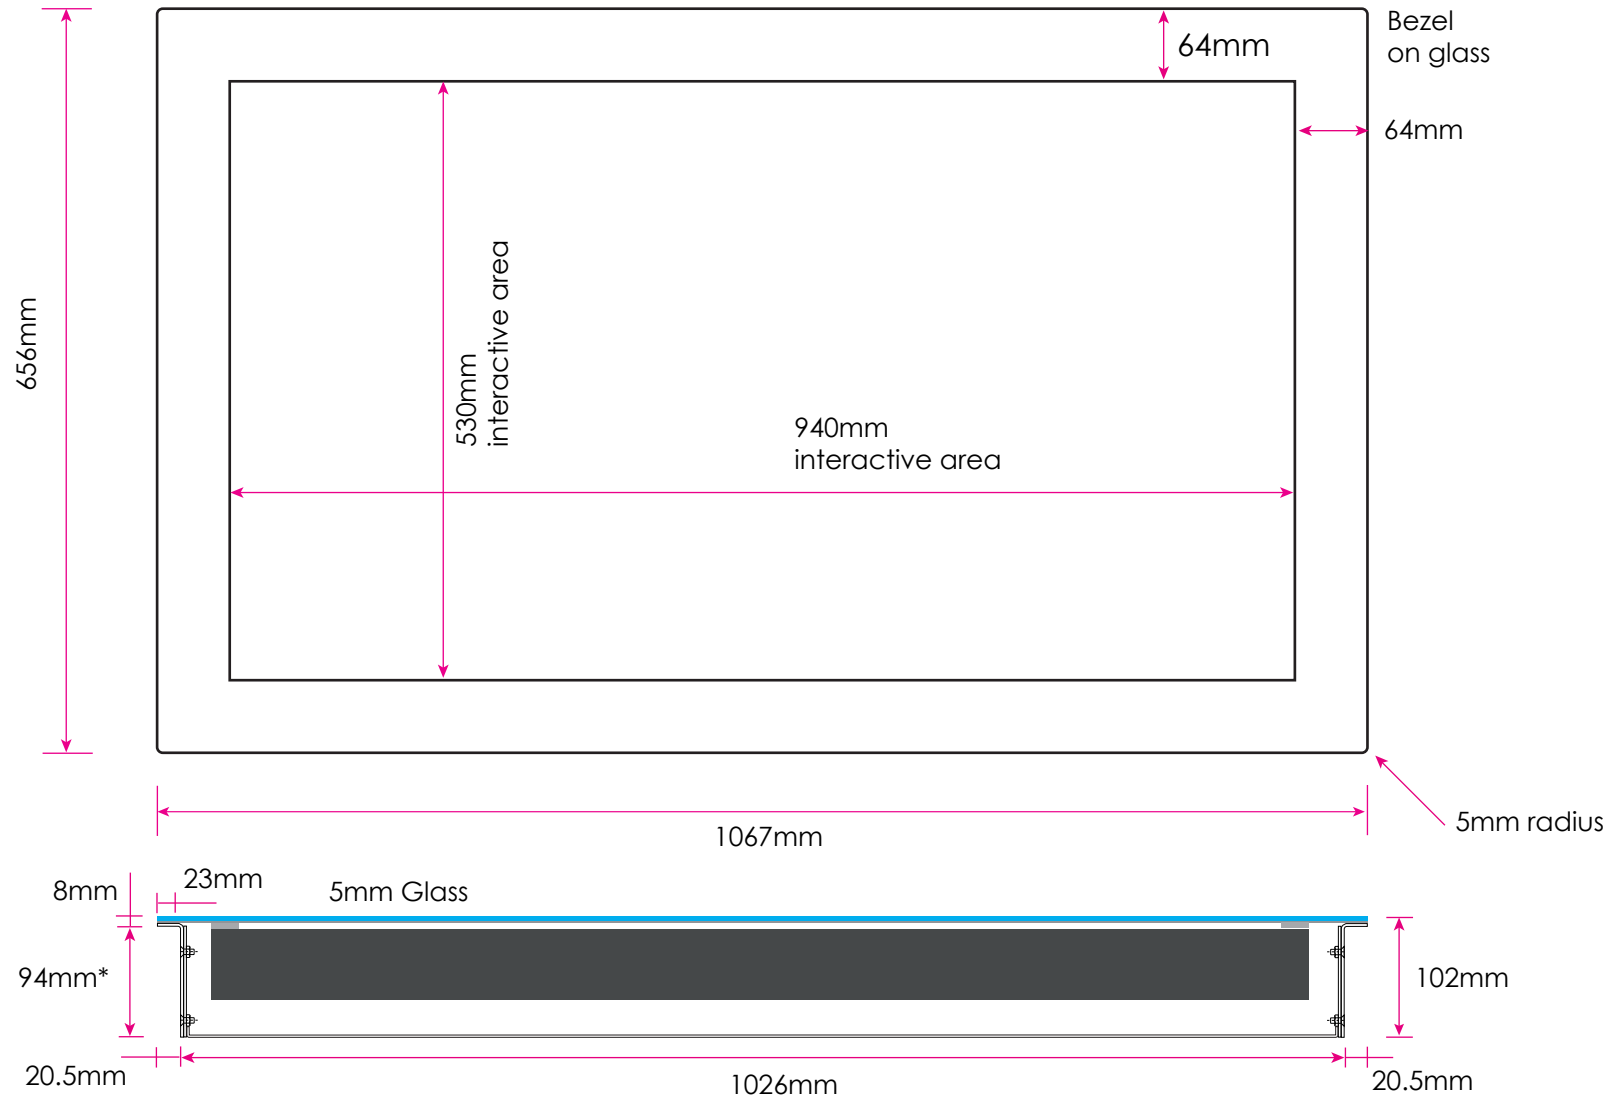 Bezel
on glass
64mm
64mm
656mm
530mm
interactive area
940mm
interactive area
1067mm
5mm radius
8mm
23mm
5mm Glass
94mm*
102mm
20.5mm
1026mm
20.5mm